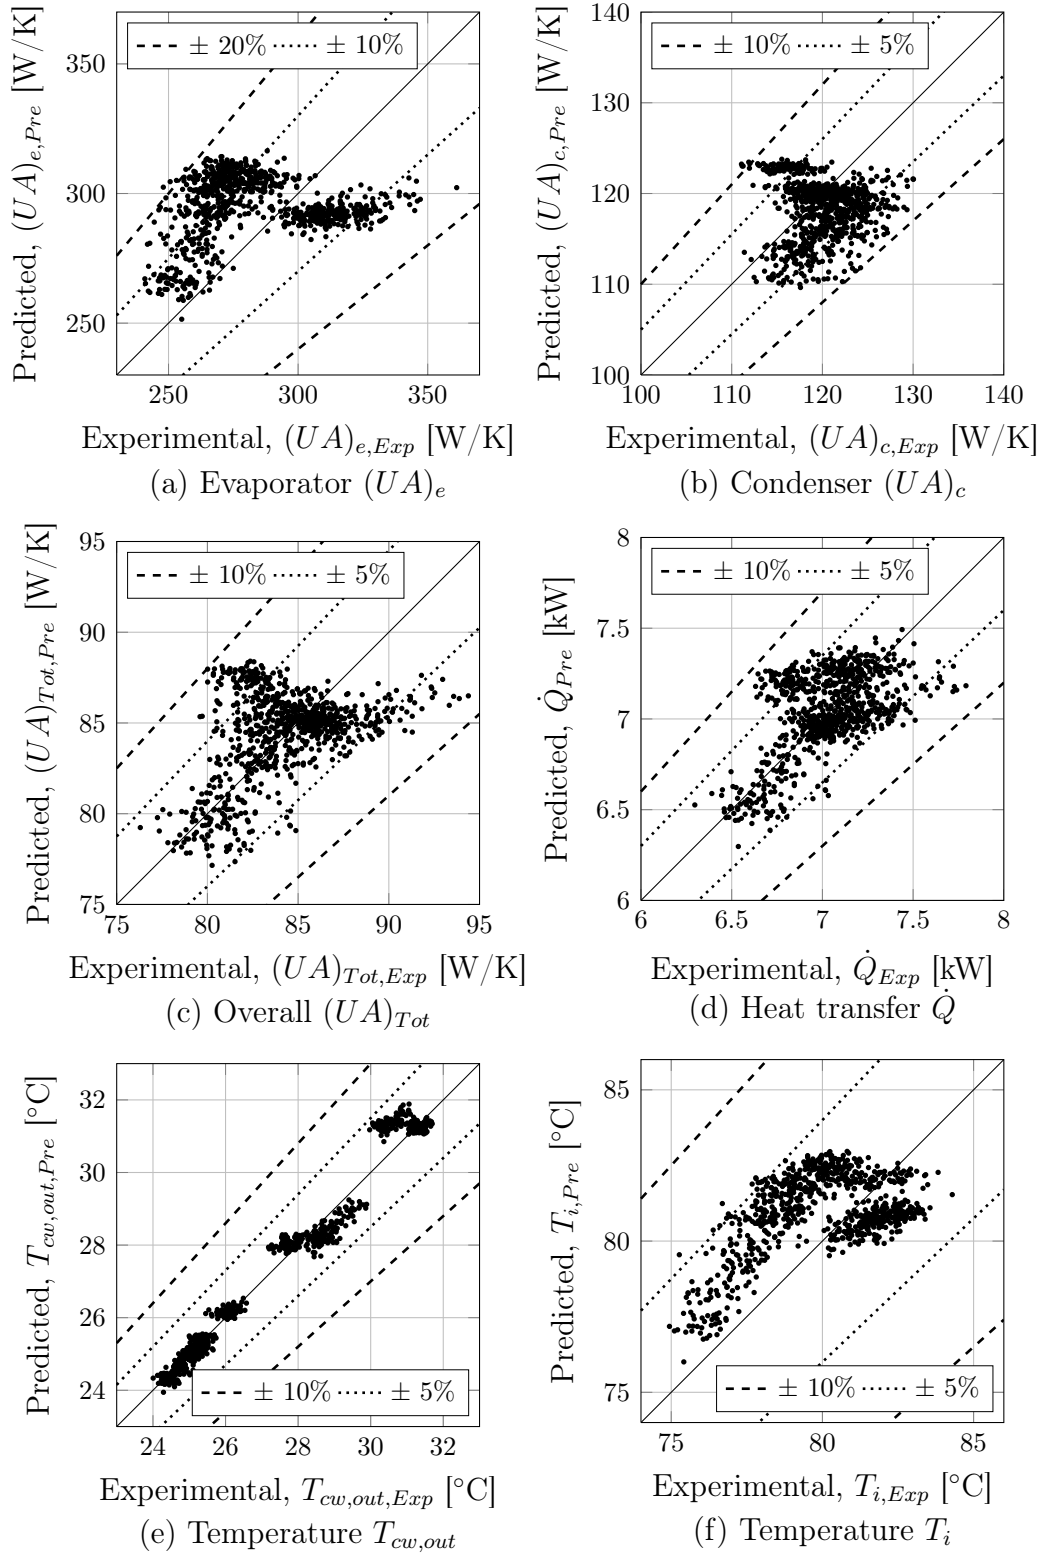 Predicted, (UA)e,Pre [W/K]
± 20% ± 10%
350
300
250
250 300 350
Experimental, (UA)e,Exp [W/K]
(a) Evaporator (UA)e
Predicted, (UA)c,Pre [W/K]
± 10% ± 5%
140
130
120
110
100
100 110 120 130 140
Experimental, (UA)c,Exp [W/K]
(b) Condenser (UA)c
Predicted, (UA)Tot,Pre [W/K]
± 10% ± 5%
95
90
85
80
75
75 80 85 90 95
Experimental, (UA)Tot,Exp [W/K]
(c) Overall (UA)Tot
Predicted, Q̇Pre [kW]
± 10% ± 5%
8
7.5
7
6.5
6
6 6.5 7 7.5 8
Experimental, Q̇Exp [kW]
(d) Heat transfer Q̇
Predicted, Tcw,out,Pre [°C]
32
30
28
26
24
± 10% ± 5%
24 26 28 30 32
Experimental, Tcw,out,Exp [°C]
(e) Temperature Tcw,out
Predicted, Ti,Pre [°C]
85
80
75
± 10% ± 5%
75 80 85
Experimental, Ti,Exp [°C]
(f) Temperature Ti